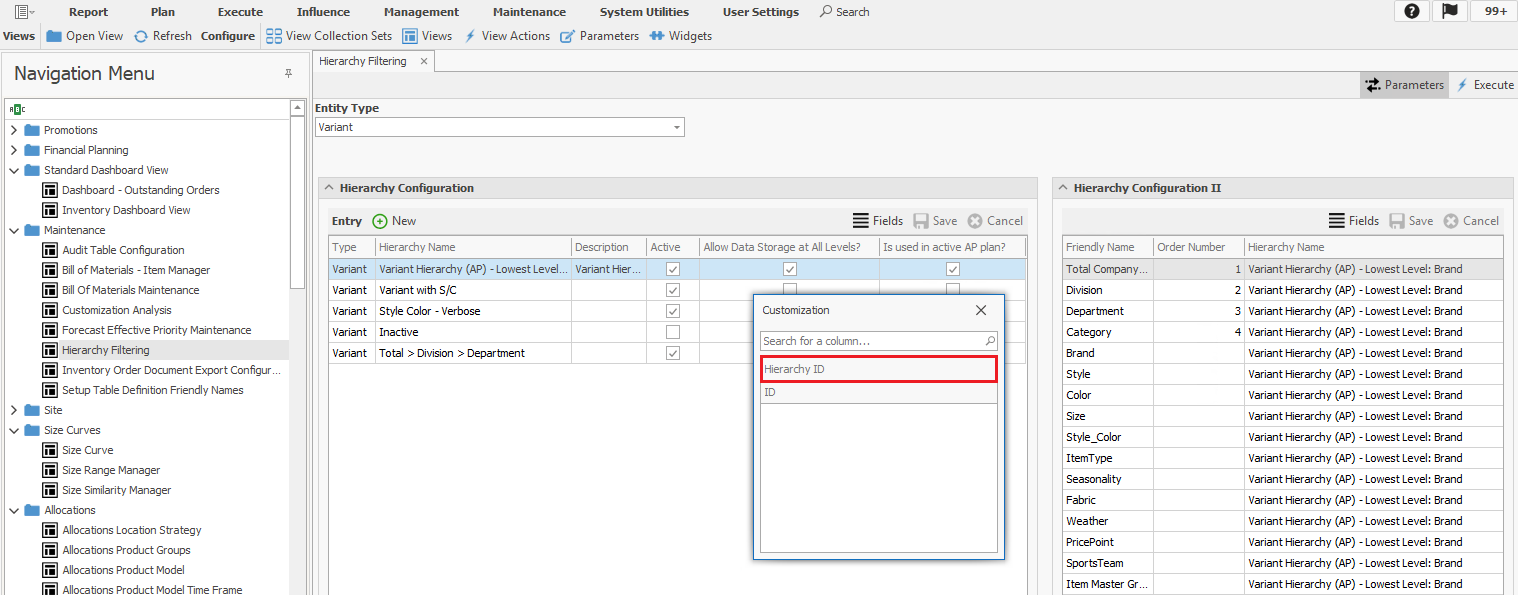 Report Plan Execute Influence Management Maintenance System Utilities User Settings Search 99+
Views Open View Refresh Configure View Collection Sets Views View Actions Parameters Widgets
Navigation Menu
ABC
Promotions
Financial Planning
Standard Dashboard View
Dashboard - Outstanding Orders
Inventory Dashboard View
Maintenance
Audit Table Configuration
Bill of Materials - Item Manager
Bill Of Materials Maintenance
Customization Analysis
Forecast Effective Priority Maintenance
Hierarchy Filtering
Inventory Order Document Export Configur...
Setup Table Definition Friendly Names
Site
Size Curves
Size Curve
Size Range Manager
Size Similarity Manager
Allocations
Allocations Location Strategy
Allocations Product Groups
Allocations Product Model
Allocations Product Model Time Frame
Hierarchy Filtering
Parameters Execute
Entity Type
Variant
Hierarchy Configuration
Entry New Fields Save Cancel
Type Hierarchy Name Description Active Allow Data Storage at All Levels? Is used in active AP plan?
Variant Variant Hierarchy (AP) - Lowest Level... Variant Hier...
Variant Variant with S/C
Variant Style Color - Verbose
Variant Inactive
Variant Total > Division > Department
Customization
Search for a column...
Hierarchy ID
ID
Hierarchy Configuration II
Fields Save Cancel
Friendly Name Order Number Hierarchy Name
Total Company... 1 Variant Hierarchy (AP) - Lowest Level: Brand
Division 2 Variant Hierarchy (AP) - Lowest Level: Brand
Department 3 Variant Hierarchy (AP) - Lowest Level: Brand
Category 4 Variant Hierarchy (AP) - Lowest Level: Brand
Brand Variant Hierarchy (AP) - Lowest Level: Brand
Style Variant Hierarchy (AP) - Lowest Level: Brand
Color Variant Hierarchy (AP) - Lowest Level: Brand
Size Variant Hierarchy (AP) - Lowest Level: Brand
Style_Color Variant Hierarchy (AP) - Lowest Level: Brand
ItemType Variant Hierarchy (AP) - Lowest Level: Brand
Seasonality Variant Hierarchy (AP) - Lowest Level: Brand
Fabric Variant Hierarchy (AP) - Lowest Level: Brand
Weather Variant Hierarchy (AP) - Lowest Level: Brand
PricePoint Variant Hierarchy (AP) - Lowest Level: Brand
SportsTeam Variant Hierarchy (AP) - Lowest Level: Brand
Item Master Gr... Variant Hierarchy (AP) - Lowest Level: Brand